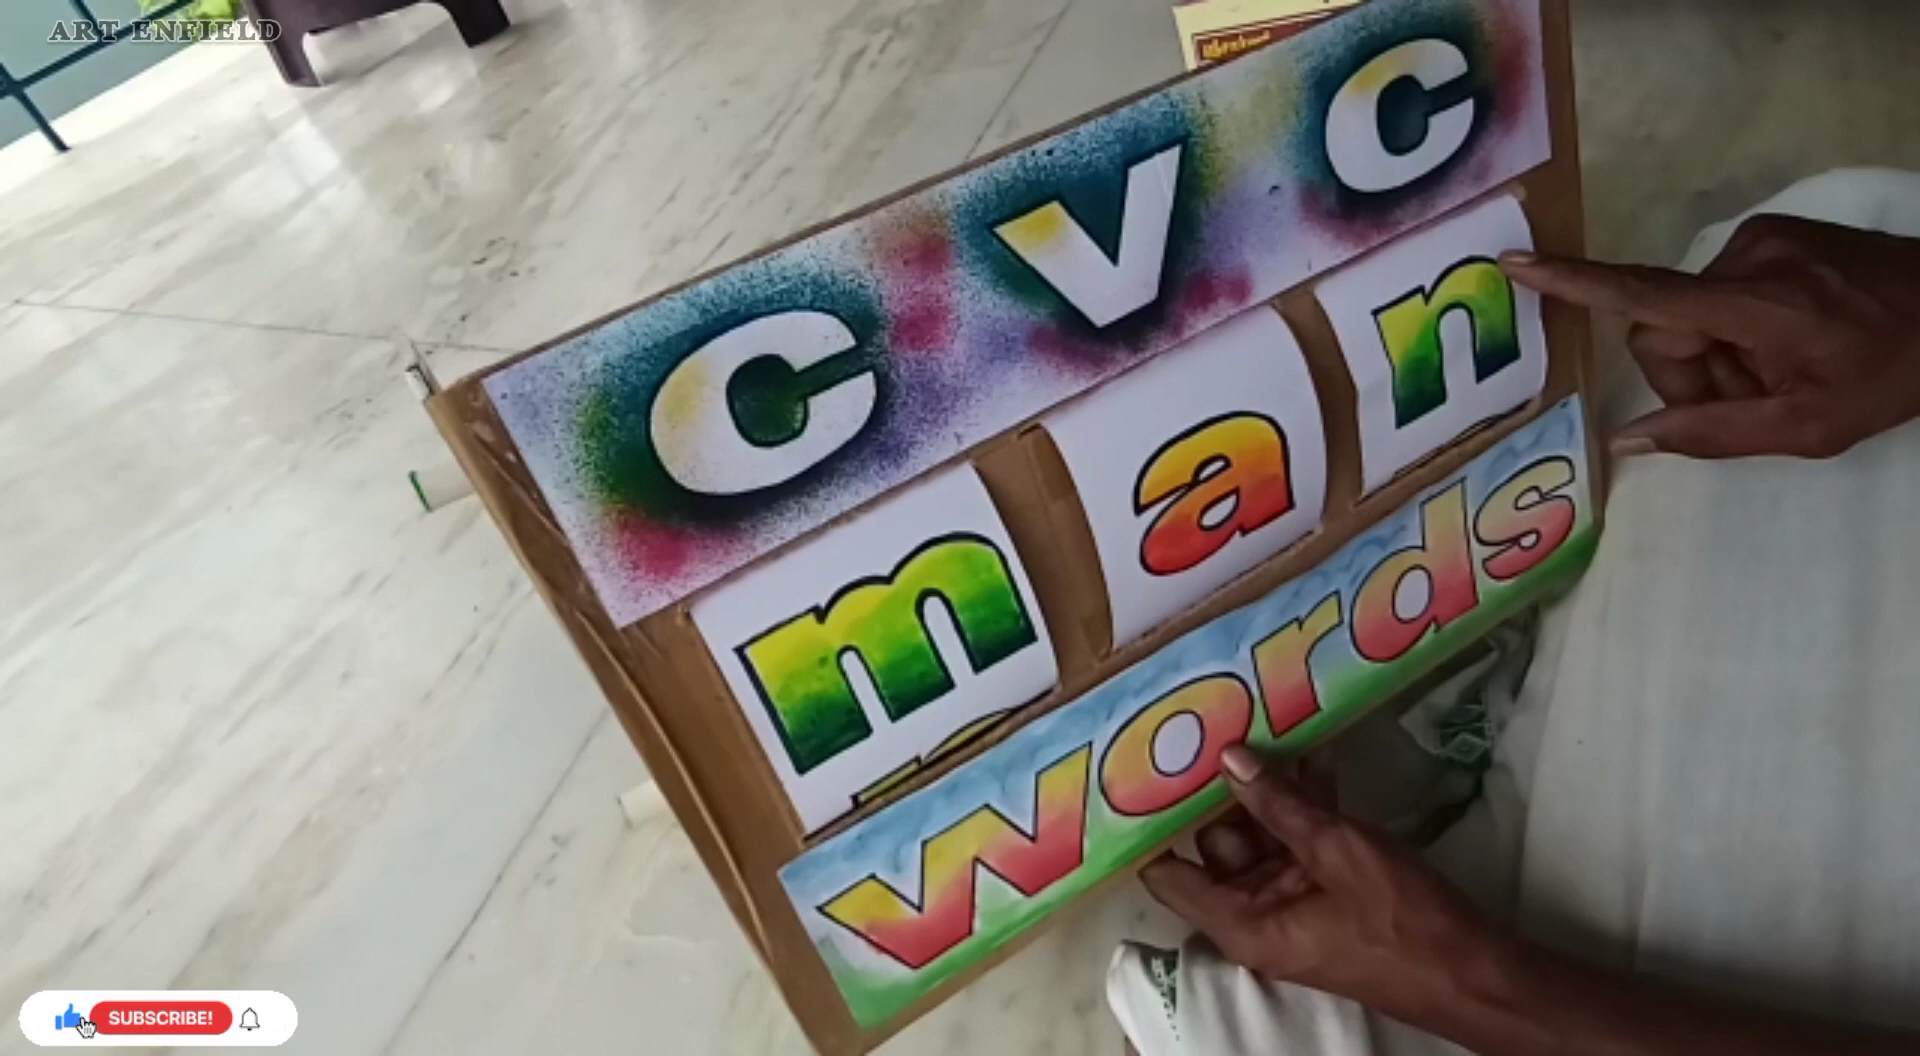 ART ENFIELD
c v c
m a n
words
SUBSCRIBE!